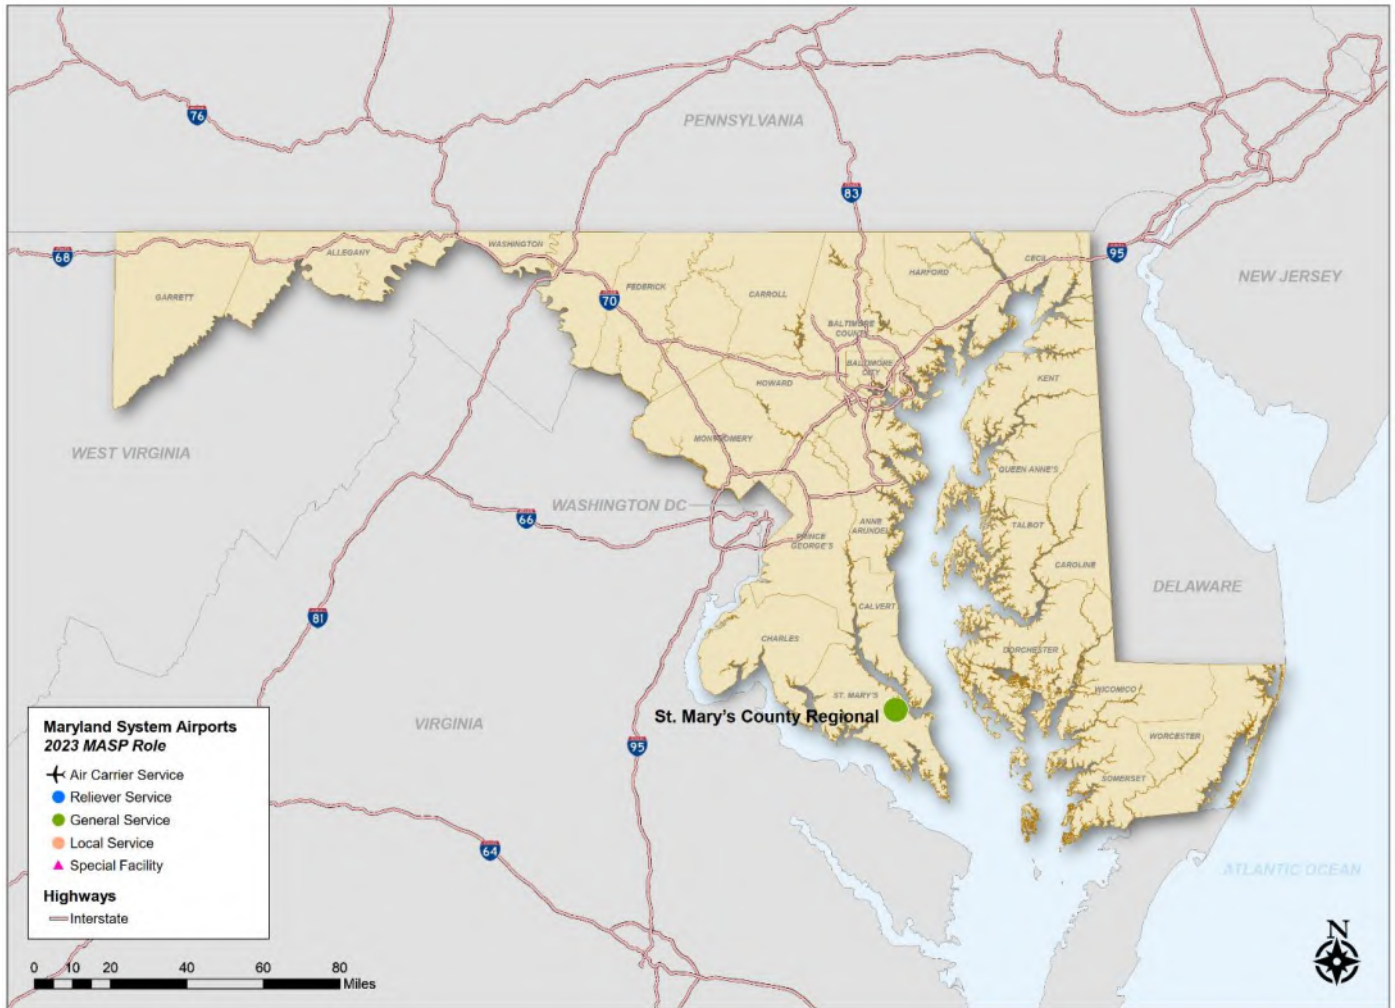 76
PENNSYLVANIA
83
68
ALLEGANY
WASHINGTON
95
GARRETT
70
FEDERICK
CARROLL
HARFORD
CECIL
NEW JERSEY
BALTIMORE
COUNTY
BALTIMORE
CITY
HOWARD
KENT
MONTGOMERY
WEST VIRGINIA
QUEEN ANNE'S
WASHINGTON DC
66
ANNE
ARUNDEL
TALBOT
PRINCE
GEORGE'S
CAROLINE
DELAWARE
81
CALVERT
CHARLES
DORCHESTER
WICOMICO
ST. MARY'S
St. Mary's County Regional
VIRGINIA
95
WORCESTER
SOMERSET
64
ATLANTIC OCEAN
Maryland System Airports
2023 MASP Role
Air Carrier Service
Reliever Service
General Service
Local Service
Special Facility
Highways
Interstate
N
0 10 20 40 60 80
Miles